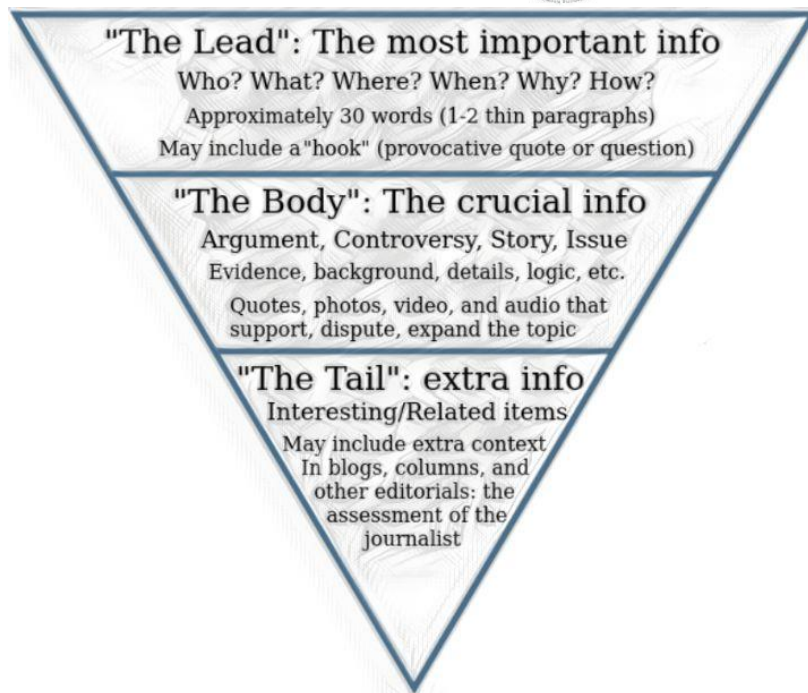 "The Lead": The most important info
Who? What? Where? When? Why? How?
Approximately 30 words (1-2 thin paragraphs)
May include a "hook" (provocative quote or question)
"The Body": The crucial info
Argument, Controversy, Story, Issue
Evidence, background, details, logic, etc.
Quotes, photos, video, and audio that
support, dispute, expand the topic
"The Tail": extra info
Interesting/Related items
May include extra context
In blogs, columns, and
other editorials: the
assessment of the
journalist